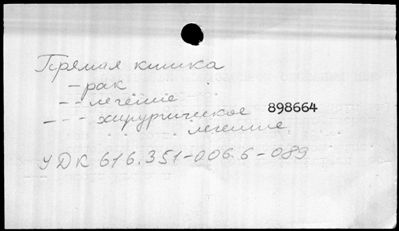 Прямая кишка
– рак
– – лечение
– – – хирургическое 898664
лечение
УДК 616.351-006.6-089